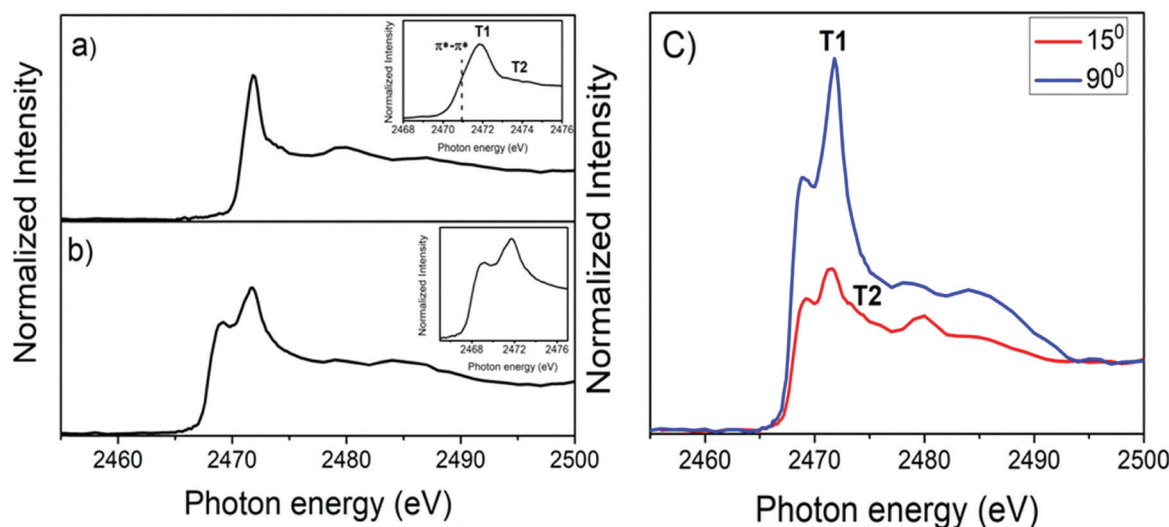 a)
π*-π*
T1
T2
Normalized Intensity
2468 2470 2472 2474 2476
Photon energy (eV)
b)
Normalized Intensity
2468 2472 2476
Photon energy (eV)
Normalized Intensity
2460 2470 2480 2490 2500
Photon energy (eV)
C)
T1
T2
15⁰
90⁰
Normalized Intensity
2460 2470 2480 2490 2500
Photon energy (eV)